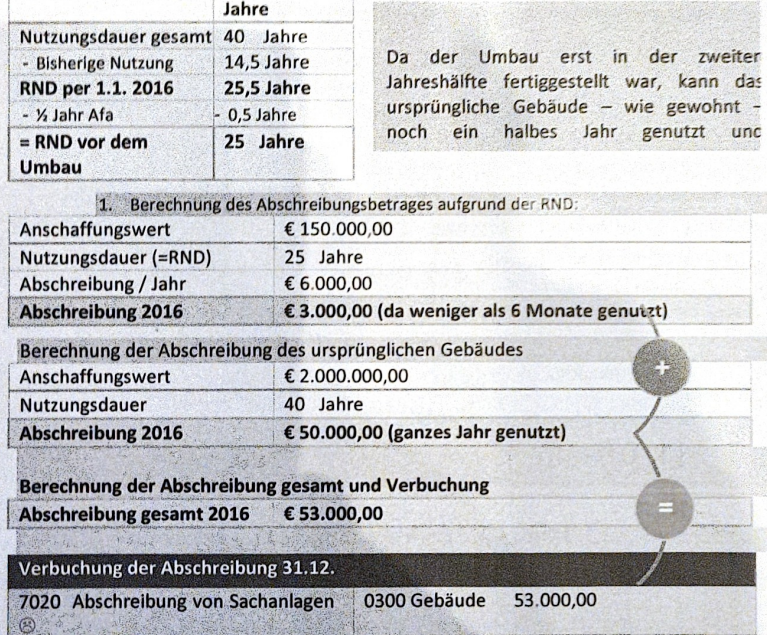 Jahre
Nutzungsdauer gesamt 40 Jahre
- Bisherige Nutzung 14,5 Jahre
RND per 1.1. 2016 25,5 Jahre
- ½ Jahr Afa - 0,5 Jahre
= RND vor dem 25 Jahre
Umbau
Da der Umbau erst in der zweiter
Jahreshälfte fertiggestellt war, kann das
ursprüngliche Gebäude – wie gewohnt –
noch ein halbes Jahr genutzt und
1. Berechnung des Abschreibungsbetrages aufgrund der RND:
Anschaffungswert € 150.000,00
Nutzungsdauer (=RND) 25 Jahre
Abschreibung / Jahr € 6.000,00
Abschreibung 2016 € 3.000,00 (da weniger als 6 Monate genutzt)
Berechnung der Abschreibung des ursprünglichen Gebäudes
+
Anschaffungswert € 2.000.000,00
Nutzungsdauer 40 Jahre
Abschreibung 2016 € 50.000,00 (ganzes Jahr genutzt)
Berechnung der Abschreibung gesamt und Verbuchung
Abschreibung gesamt 2016 € 53.000,00
=
Verbuchung der Abschreibung 31.12.
7020 Abschreibung von Sachanlagen 0300 Gebäude 53.000,00
☹